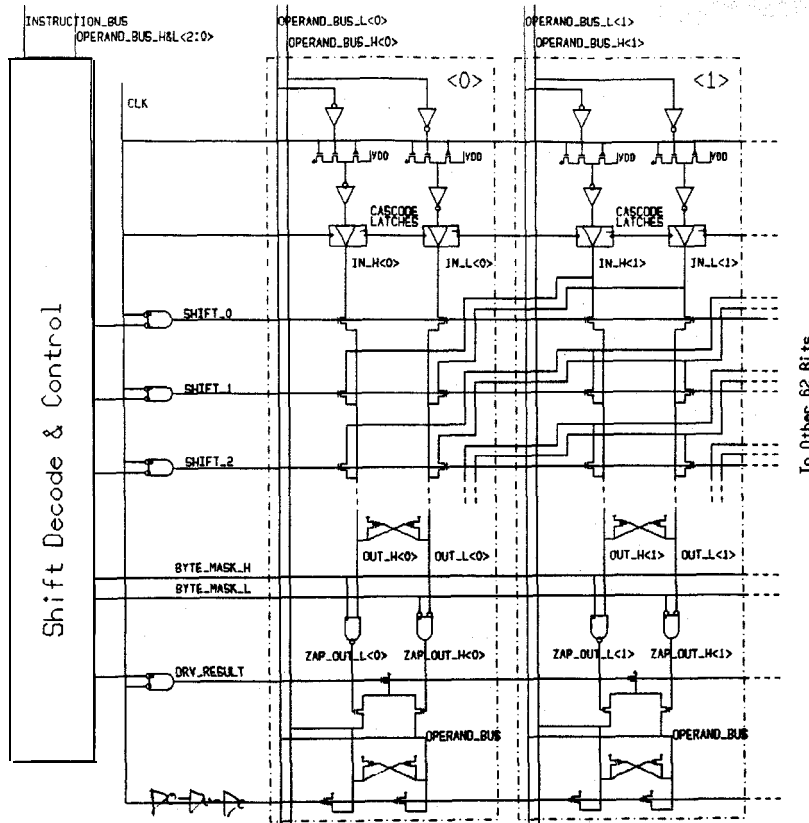 INSTRUCTION_BUS
OPERAND_BUS_H&L<2:0>
OPERAND_BUS_L<0>
OPERAND_BUS_H<0>
OPERAND_BUS_L<1>
OPERAND_BUS_H<1>
<0>
<1>
CLK
VDD
VDD
VDD
VDD
CASCODE
LATCHES
CASCODE
LATCHES
IN_H<0>
IN_L<0>
IN_H<1>
IN_L<1>
SHIFT_0
SHIFT_1
SHIFT_2
Shift Decode & Control
To Other 62 Bits
OUT_H<0>
OUT_L<0>
OUT_H<1>
OUT_L<1>
BYTE_MASK_H
BYTE_MASK_L
ZAP_OUT_L<0>
ZAP_OUT_H<0>
ZAP_OUT_L<1>
ZAP_OUT_H<1>
DRV_RESULT
OPERAND_BUS
OPERAND_BUS